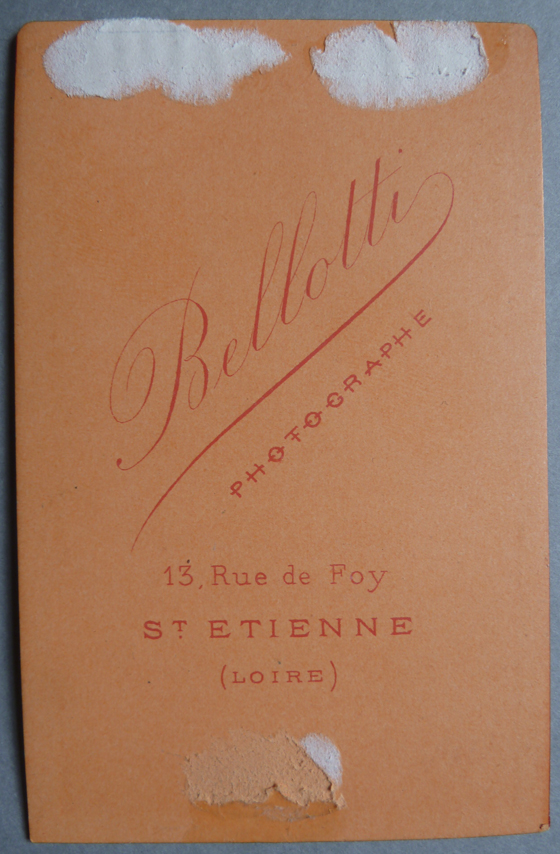 Bellotti
PHOTOGRAPHE
13, Rue de Foy
ST ETIENNE
(LOIRE)